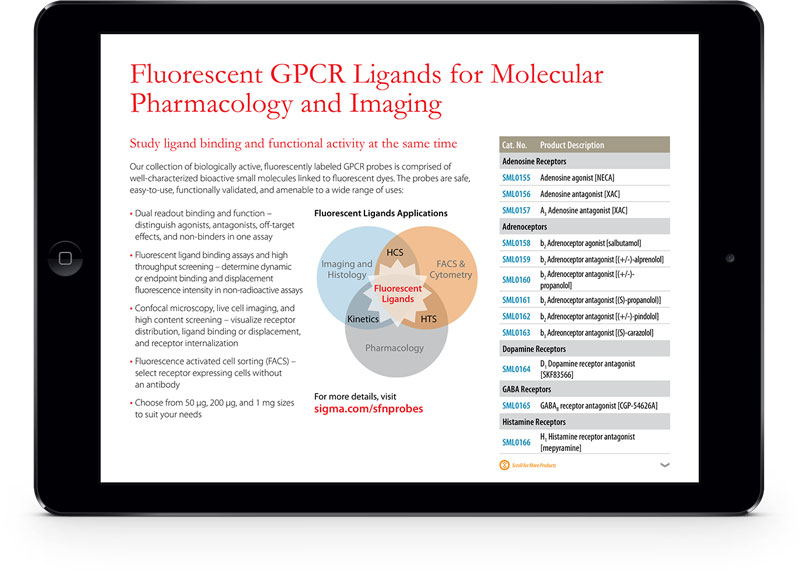 Fluorescent GPCR Ligands for Molecular
Pharmacology and Imaging
Study ligand binding and functional activity at the same time
Our collection of biologically active, fluorescently labeled GPCR probes is comprised of
well-characterized bioactive small molecules linked to fluorescent dyes. The probes are safe,
easy-to-use, functionally validated, and amenable to a wide range of uses:
• Dual readout binding and function –
distinguish agonists, antagonists, off-target
effects, and non-binders in one assay
• Fluorescent ligand binding assays and high
throughput screening – determine dynamic
or endpoint binding and displacement
fluorescence intensity in non-radioactive assays
• Confocal microscopy, live cell imaging, and
high content screening – visualize receptor
distribution, ligand binding or displacement,
and receptor internalization
• Fluorescence activated cell sorting (FACS) –
select receptor expressing cells without
an antibody
• Choose from 50 µg, 200 µg, and 1 mg sizes
to suit your needs
Fluorescent Ligands Applications
HCS
Imaging and
Histology
FACS &
Cytometry
Fluorescent
Ligands
Kinetics
HTS
Pharmacology
For more details, visit
sigma.com/sfnprobes
Cat. No. Product Description
Adenosine Receptors
SML0155 Adenosine agonist [NECA]
SML0156 Adenosine antagonist [XAC]
SML0157 A₁ Adenosine antagonist [XAC]
Adrenoceptors
SML0158 b₂ Adrenoceptor agonist [salbutamol]
SML0159 b₂ Adrenoceptor antagonist [(+/-)-alprenolol]
SML0160 b₂ Adrenoceptor antagonist [(+/-)-
propanolol]
SML0161 b₂ Adrenoceptor antagonist [(S)-propanolol)]
SML0162 b₂ Adrenoceptor antagonist [(+/-)-pindolol]
SML0163 b₂ Adreonceptor antagonist [(S)-carazolol]
Dopamine Receptors
SML0164 D₁ Dopamine receptor antagonist
[SKF83566]
GABA Receptors
SML0165 GABA_B receptor antagonist [CGP-54626A]
Histamine Receptors
SML0166 H₁ Histamine receptor antagonist
[mepyramine]
Scroll for More Products